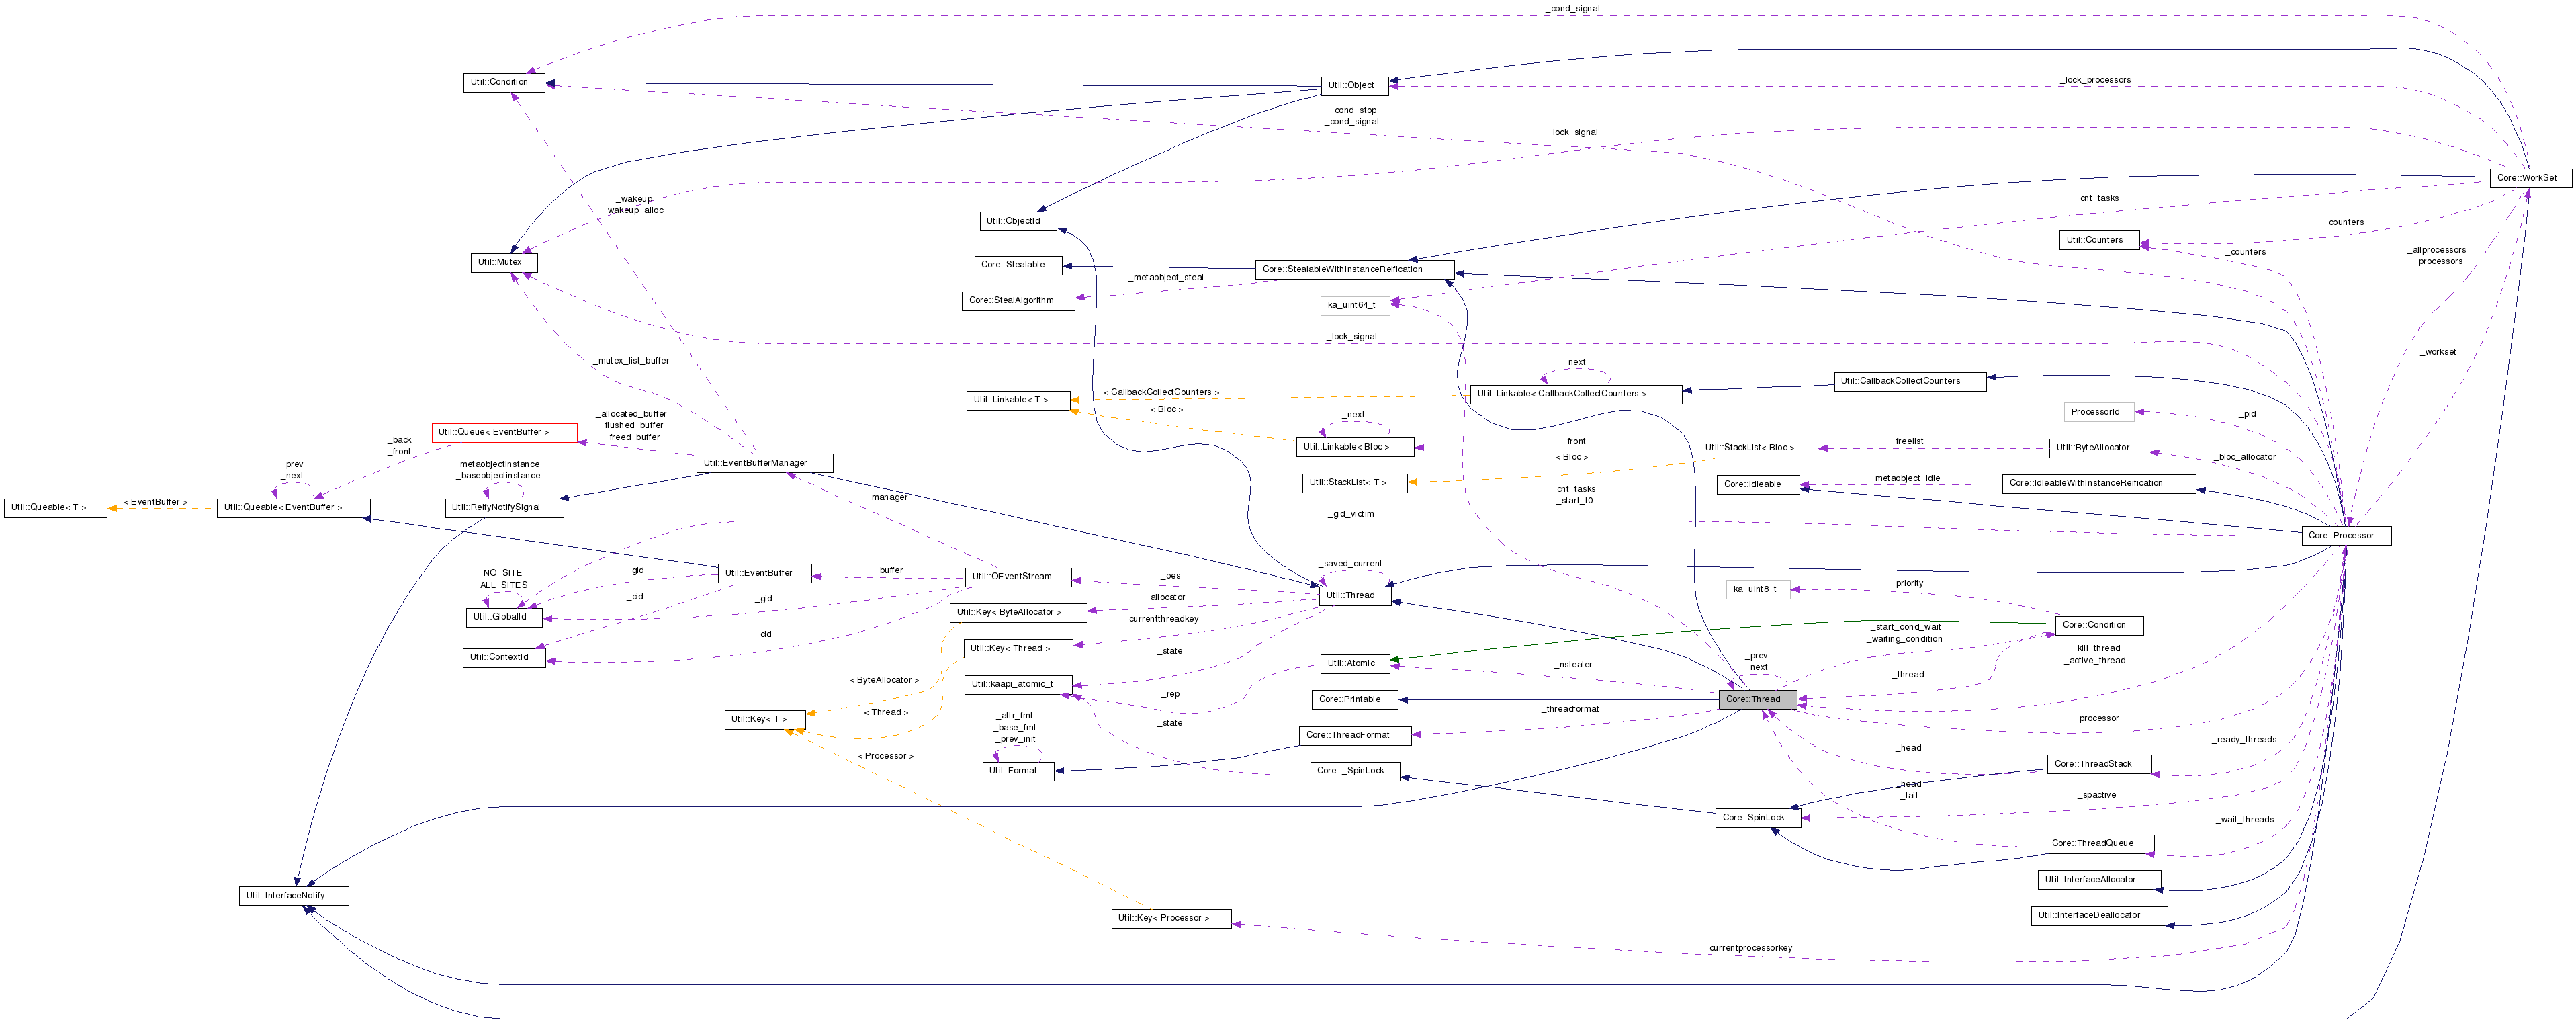 _cond_signal
Util::Condition
Util::Object
_lock_processors
_cond_stop
_cond_signal
_lock_signal
Core::WorkSet
_wakeup
_wakeup_alloc
_cnt_tasks
Util::ObjectId
_counters
Util::Counters
_allprocessors
_processors
_counters
Util::Mutex
Core::Stealable
Core::StealableWithInstanceReification
_metaobject_steal
Core::StealAlgorithm
ka_uint64_t
_lock_signal
_workset
_mutex_list_buffer
_next
Util::CallbackCollectCounters
Util::Linkable< T >
< CallbackCollectCounters >
Util::Linkable< CallbackCollectCounters >
< Bloc >
_allocated_buffer
_flushed_buffer
_freed_buffer
_next
ProcessorId
_pid
Util::Queue< EventBuffer >
_back
_front
Util::Linkable< Bloc >
_front
Util::StackList< Bloc >
_freelist
Util::ByteAllocator
_bloc_allocator
< Bloc >
_prev
_next
_metaobjectinstance
_baseobjectinstance
Util::EventBufferManager
_metaobject_idle
Util::StackList< T >
Core::Idleable
Core::IdleableWithInstanceReification
Util::Queable< T >
< EventBuffer >
Util::Queable< EventBuffer >
Util::ReifyNotifySignal
_manager
_cnt_tasks
_start_t0
_gid_victim
Core::Processor
NO_SITE
ALL_SITES
_gid
_cid
Util::EventBuffer
_buffer
Util::OEventStream
_oes
_saved_current
Util::Thread
ka_uint8_t
_priority
_gid
allocator
Util::GlobalId
Util::Key< ByteAllocator >
currentthreadkey
_cid
Core::Condition
_start_cond_wait
_waiting_condition
Util::ContextId
Util::Key< Thread >
_state
Util::Atomic
_nstealer
_prev
_next
_thread
_kill_thread
_active_thread
< ByteAllocator >
Util::kaapi_atomic_t
_rep
Core::Printable
Core::Thread
Util::Key< T >
< Thread >
_attr_fmt
_base_fmt
_prev_init
_state
_threadformat
_processor
Core::ThreadFormat
_head
_ready_threads
< Processor >
Util::Format
Core::_SpinLock
Core::ThreadStack
_head
_tail
_spactive
Core::SpinLock
_wait_threads
Core::ThreadQueue
Util::InterfaceAllocator
Util::InterfaceNotify
Util::Key< Processor >
Util::InterfaceDeallocator
currentprocessorkey